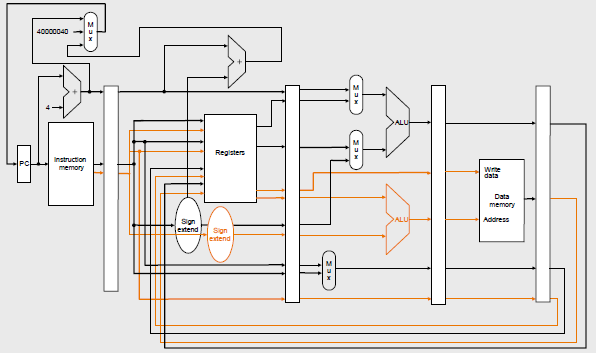 M
u
x
40000040
+
+
4
PC
Instruction
memory
Registers
Sign
extend
Sign
extend
M
u
x
M
u
x
M
u
x
ALU
ALU
Write
data
Data
memory
Address